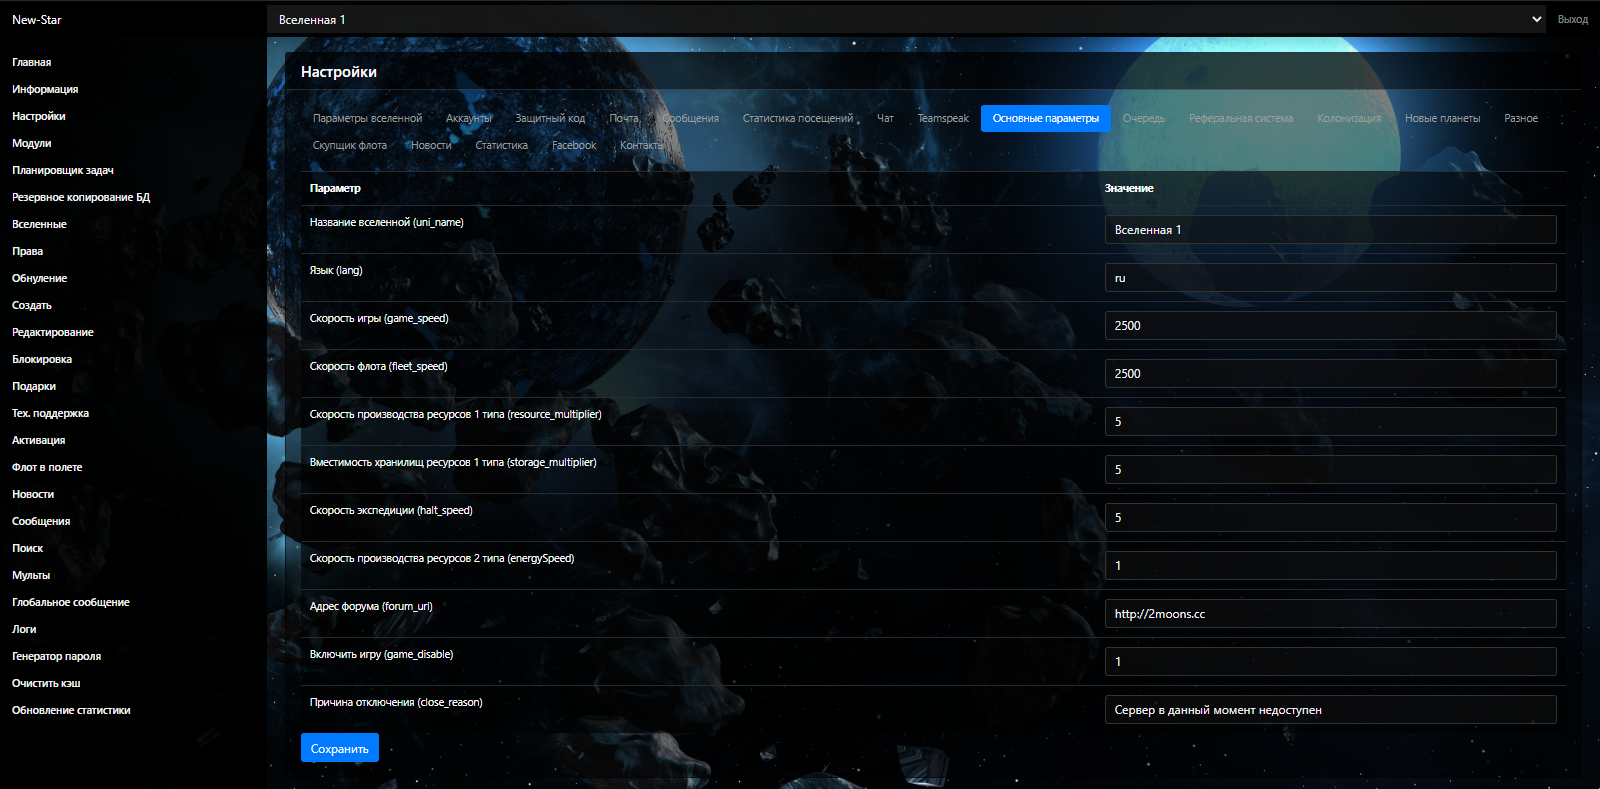 New-Star
Вселенная 1
Выход
Главная
Информация
Настройки
Модули
Планировщик задач
Резервное копирование БД
Вселенные
Права
Обнуление
Создать
Редактирование
Блокировка
Подарки
Тех. поддержка
Активация
Флот в полете
Новости
Сообщения
Поиск
Мульты
Глобальное сообщение
Логи
Генератор пароля
Очистить кэш
Обновление статистики
Настройки
Параметры вселенной Аккаунты Защитный код Почта Сообщения Статистика посещений Чат Teamspeak Основные параметры Очередь Реферальная система Колонизация Новые планеты Разное
Скупщик флота Новости Статистика Facebook Контакты
Параметр Значение
Название вселенной (uni_name) Вселенная 1
Язык (lang) ru
Скорость игры (game_speed) 2500
Скорость флота (fleet_speed) 2500
Скорость производства ресурсов 1 типа (resource_multiplier) 5
Вместимость хранилищ ресурсов 1 типа (storage_multiplier) 5
Скорость экспедиции (halt_speed) 5
Скорость производства ресурсов 2 типа (energySpeed) 1
Адрес форума (forum_url) http://2moons.cc
Включить игру (game_disable) 1
Причина отключения (close_reason) Сервер в данный момент недоступен
Сохранить